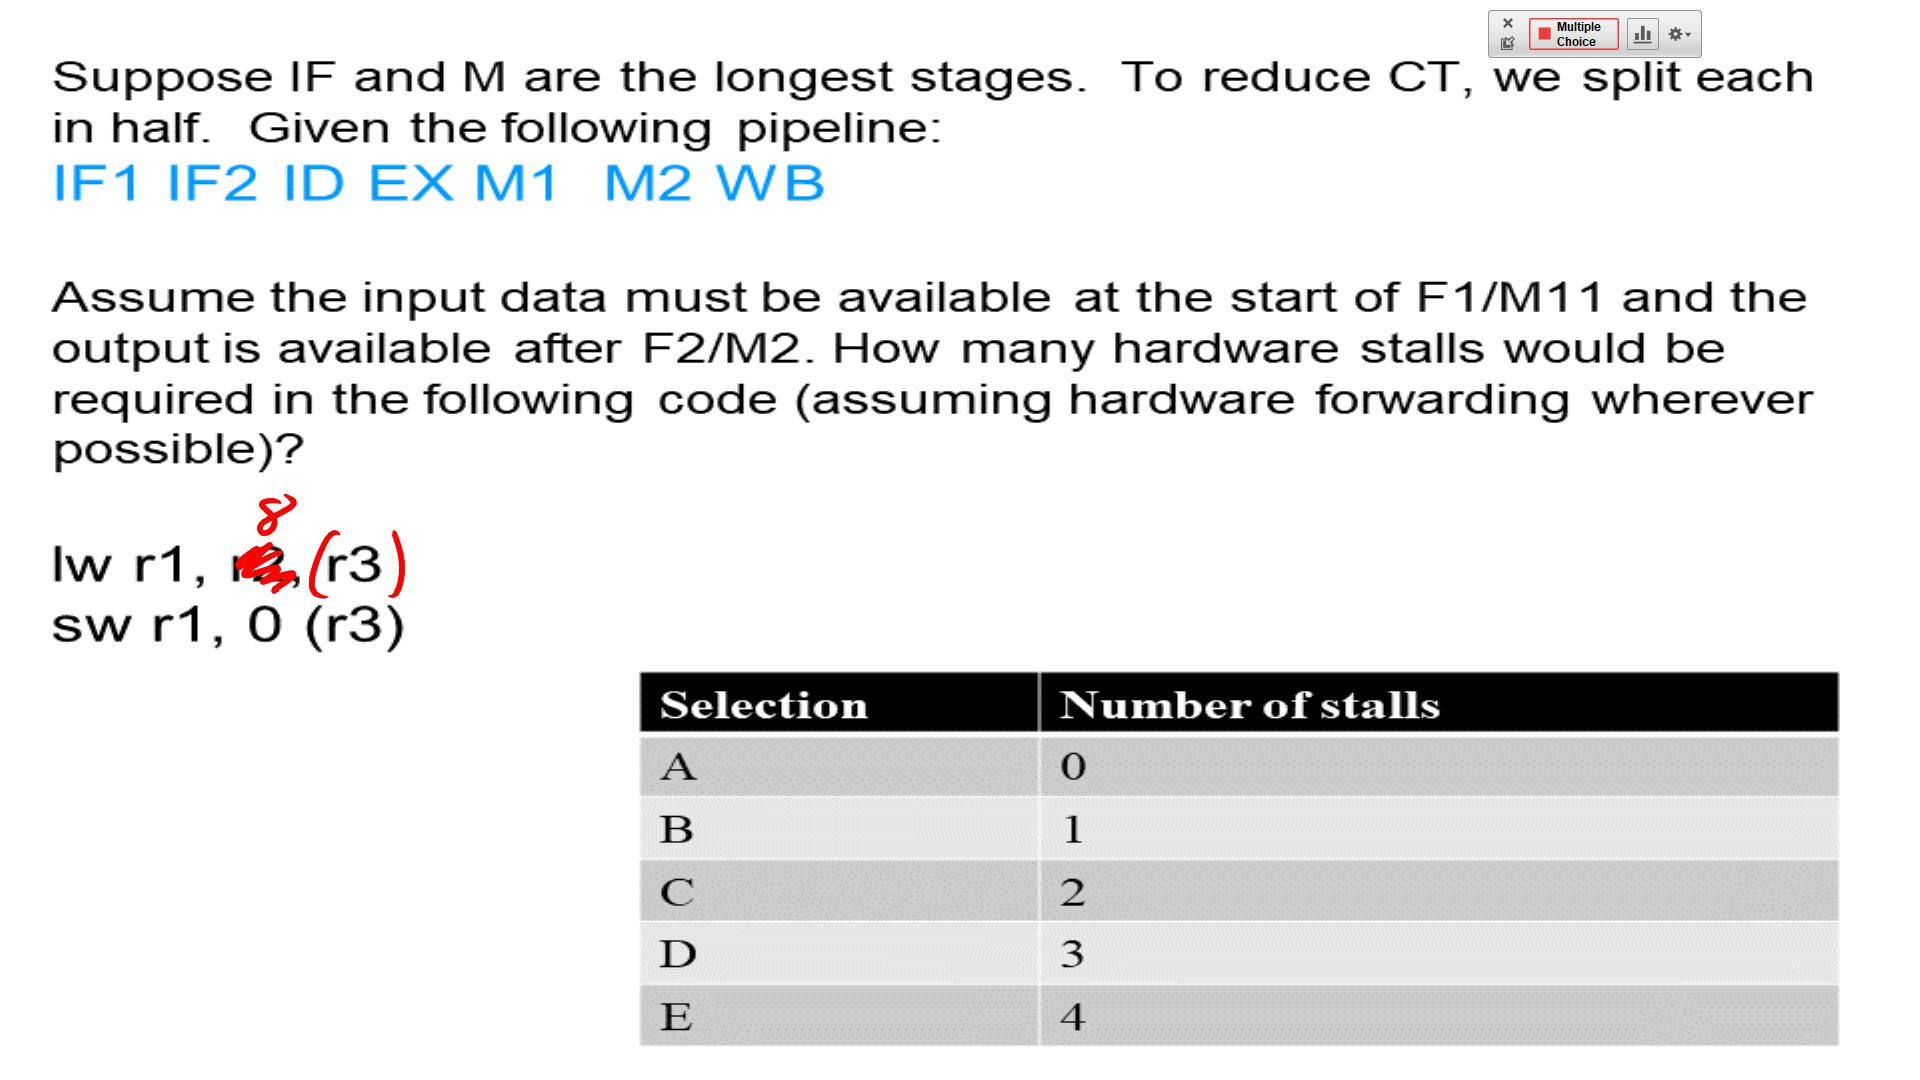 Multiple
Choice
Suppose IF and M are the longest stages. To reduce CT, we split each
in half. Given the following pipeline:
IF1 IF2 ID EX M1 M2 WB
Assume the input data must be available at the start of F1/M11 and the
output is available after F2/M2. How many hardware stalls would be
required in the following code (assuming hardware forwarding wherever
possible)?
8
lw r1, r2, (r3)
sw r1, 0 (r3)
Selection Number of stalls
A 0
B 1
C 2
D 3
E 4